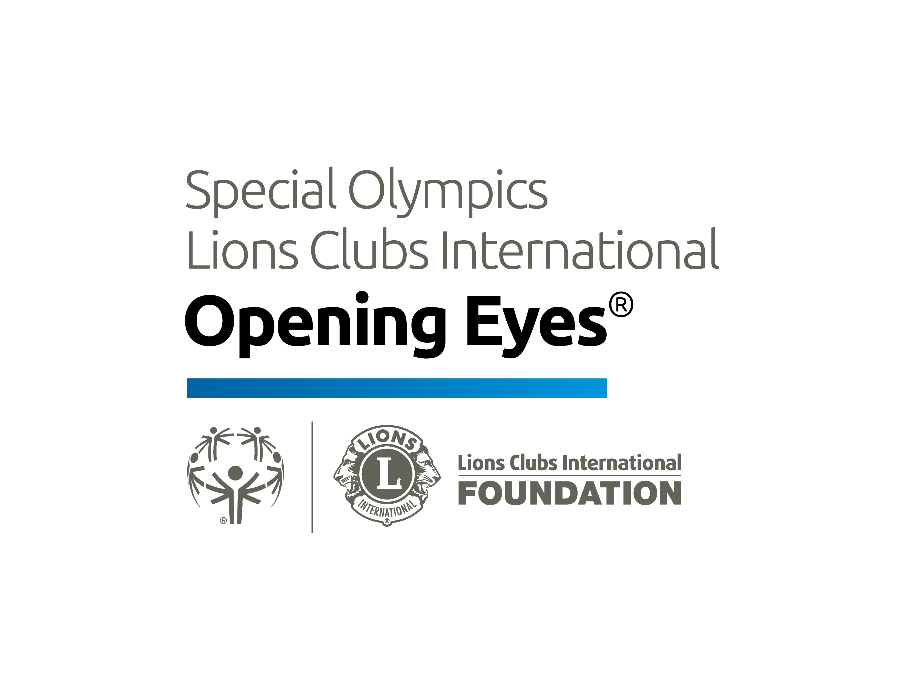 Special Olympics
Lions Clubs International
Opening Eyes®
®
LIONS
L
INTERNATIONAL
®
Lions Clubs International
FOUNDATION